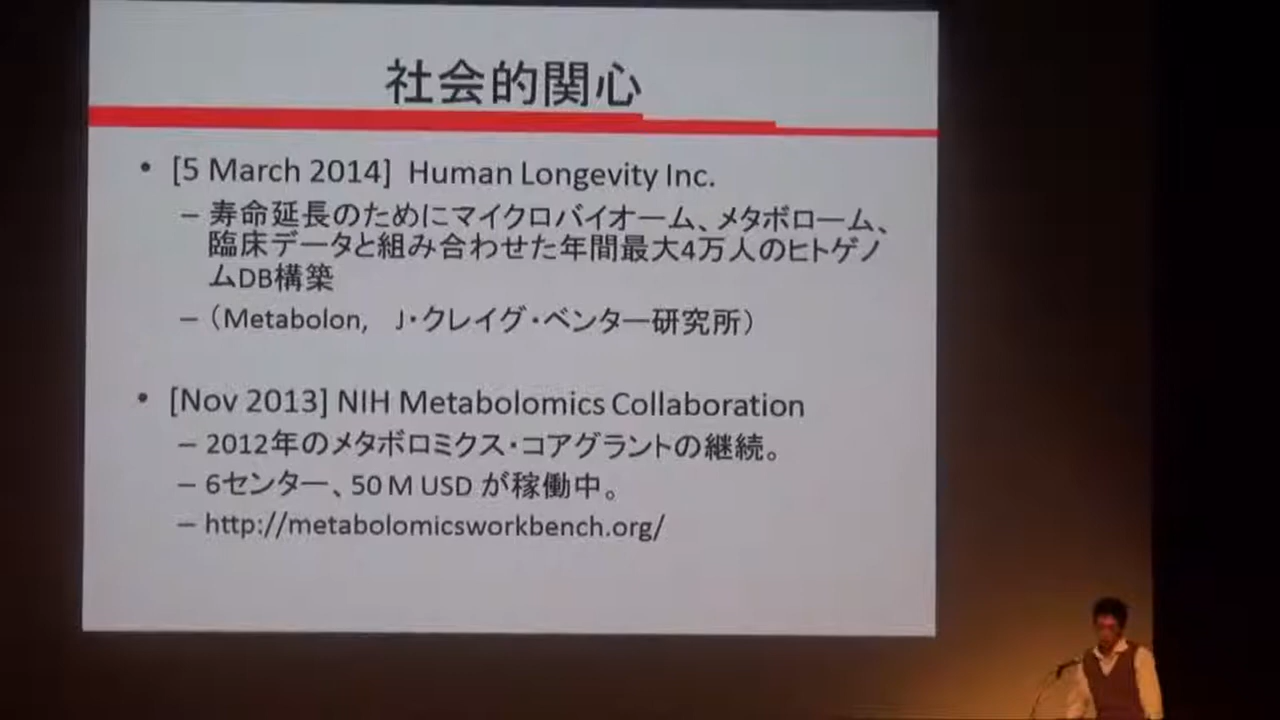 社会的関心
• [5 March 2014] Human Longevity Inc.
– 寿命延長のためにマイクロバイオーム、メタボローム、
臨床データと組み合わせた年間最大4万人のヒトゲノ
ムDB構築
– （Metabolon, J・クレイグ・ベンター研究所）
• [Nov 2013] NIH Metabolomics Collaboration
– 2012年のメタボロミクス・コアグラントの継続。
– 6センター、50 M USD が稼働中。
– http://metabolomicsworkbench.org/